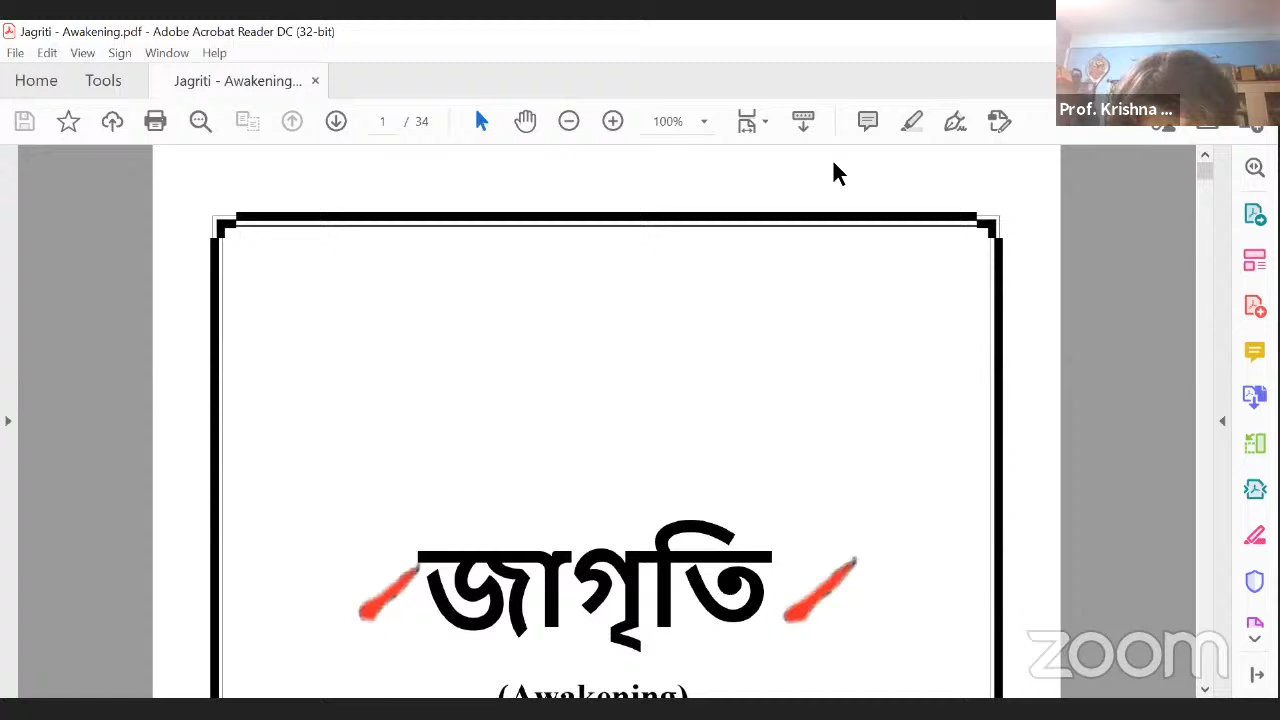 Jagriti - Awakening.pdf - Adobe Acrobat Reader DC (32-bit)
File Edit View Sign Window Help
Home Tools Jagriti - Awakening... ×
1 / 34 100%
Prof. Krishna ...
জাগৃতি
(Awakening)
zoom